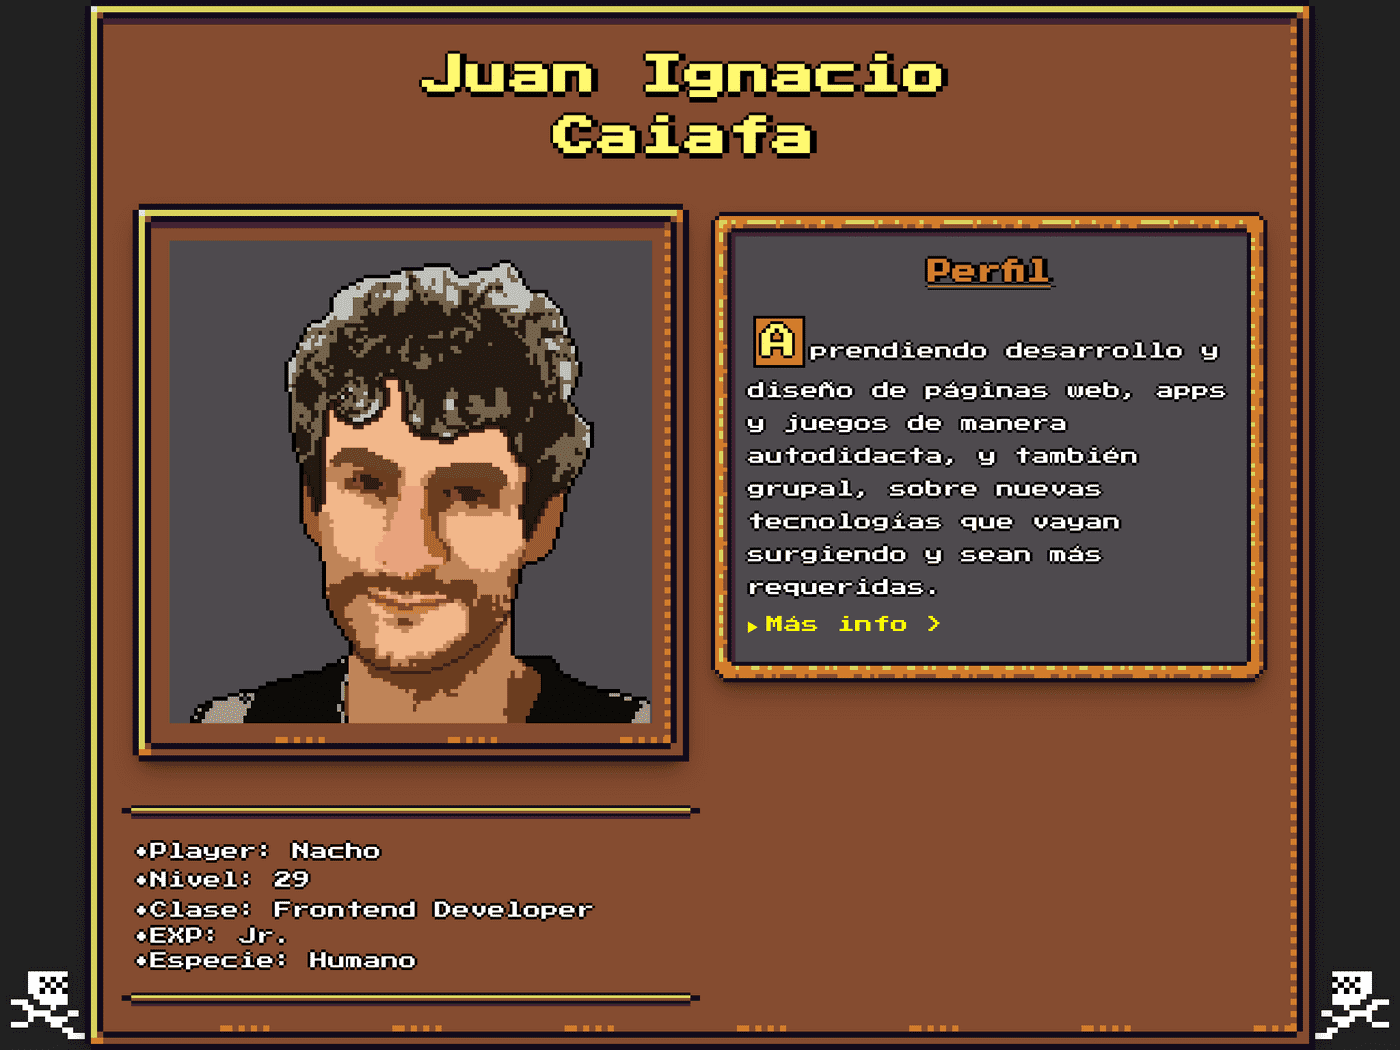 Juan Ignacio
Caiafa
Perfil
Aprendiendo desarrollo y
diseño de páginas web, apps
y juegos de manera
autodidacta, y también
grupal, sobre nuevas
tecnologías que vayan
surgiendo y sean más
requeridas.
▸Más info >
•Player: Nacho
•Nivel: 29
•Clase: Frontend Developer
•EXP: Jr.
•Especie: Humano